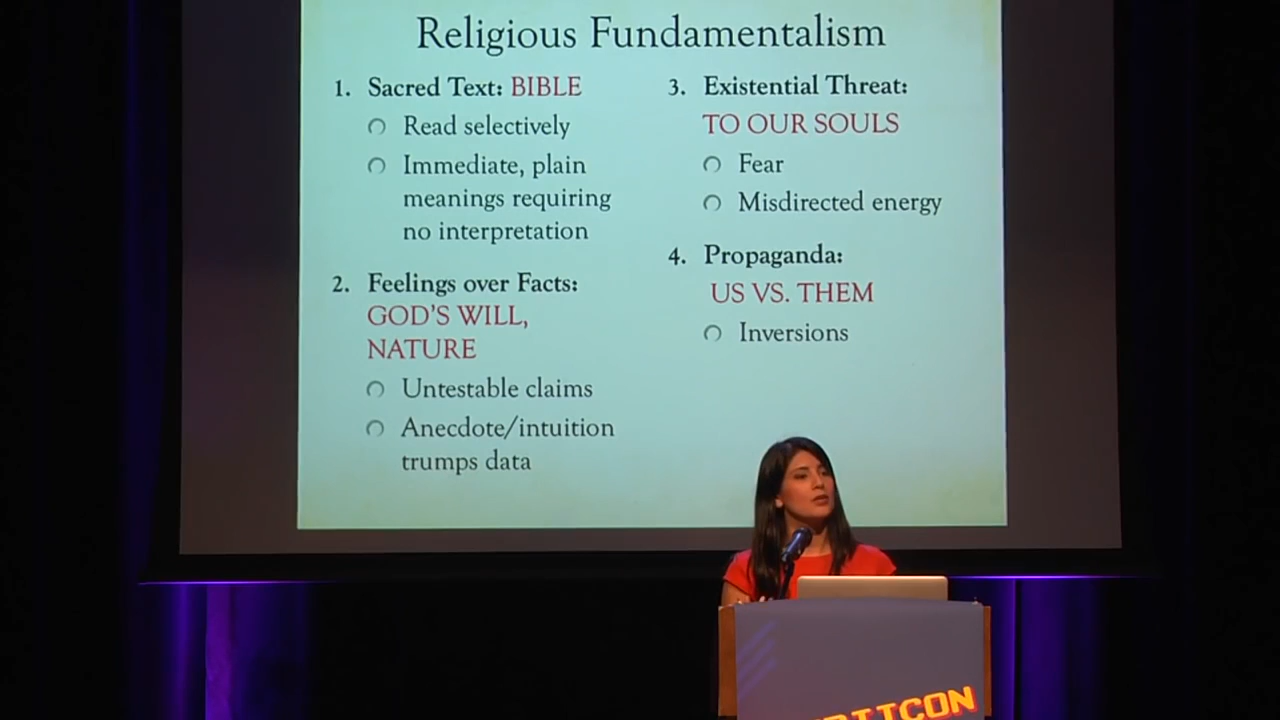 Religious Fundamentalism
1. Sacred Text: BIBLE
Read selectively
Immediate, plain
meanings requiring
no interpretation
2. Feelings over Facts:
GOD'S WILL,
NATURE
Untestable claims
Anecdote/intuition
trumps data
3. Existential Threat:
TO OUR SOULS
Fear
Misdirected energy
4. Propaganda:
US VS. THEM
Inversions